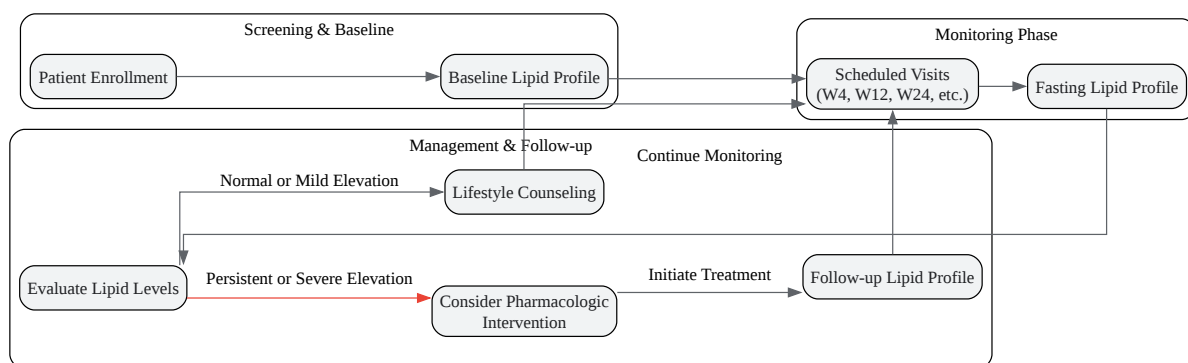 Screening & Baseline
Patient Enrollment
Baseline Lipid Profile
Monitoring Phase
Scheduled Visits
(W4, W12, W24, etc.)
Fasting Lipid Profile
Management & Follow-up
Continue Monitoring
Normal or Mild Elevation
Lifestyle Counseling
Evaluate Lipid Levels
Persistent or Severe Elevation
Consider Pharmacologic
Intervention
Initiate Treatment
Follow-up Lipid Profile